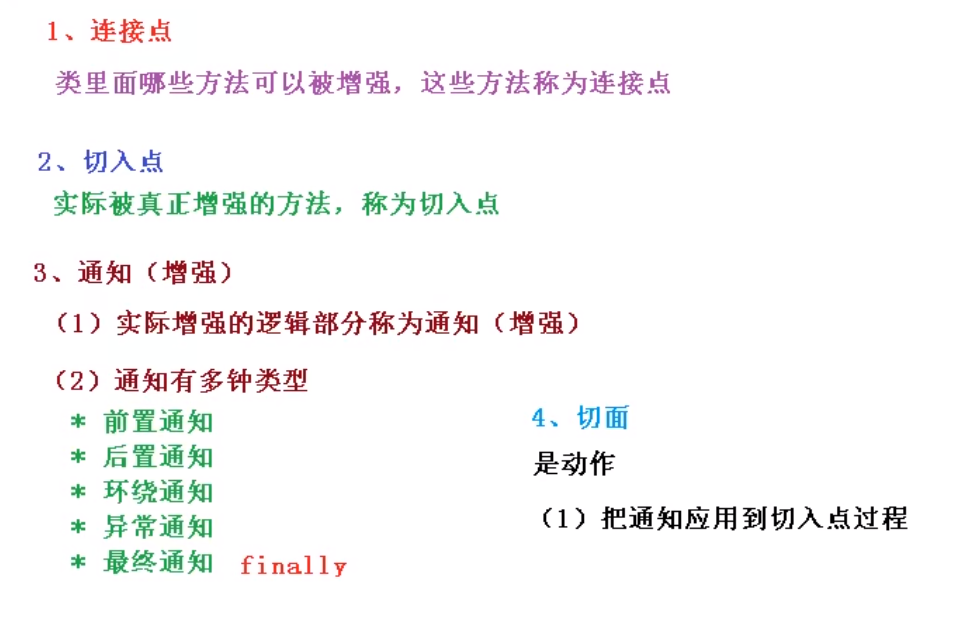 1、连接点
类里面哪些方法可以被增强，这些方法称为连接点
2、切入点
实际被真正增强的方法，称为切入点
3、通知（增强）
（1）实际增强的逻辑部分称为通知（增强）
（2）通知有多钟类型
* 前置通知
* 后置通知
* 环绕通知
* 异常通知
* 最终通知 finally
4、切面
是动作
（1）把通知应用到切入点过程